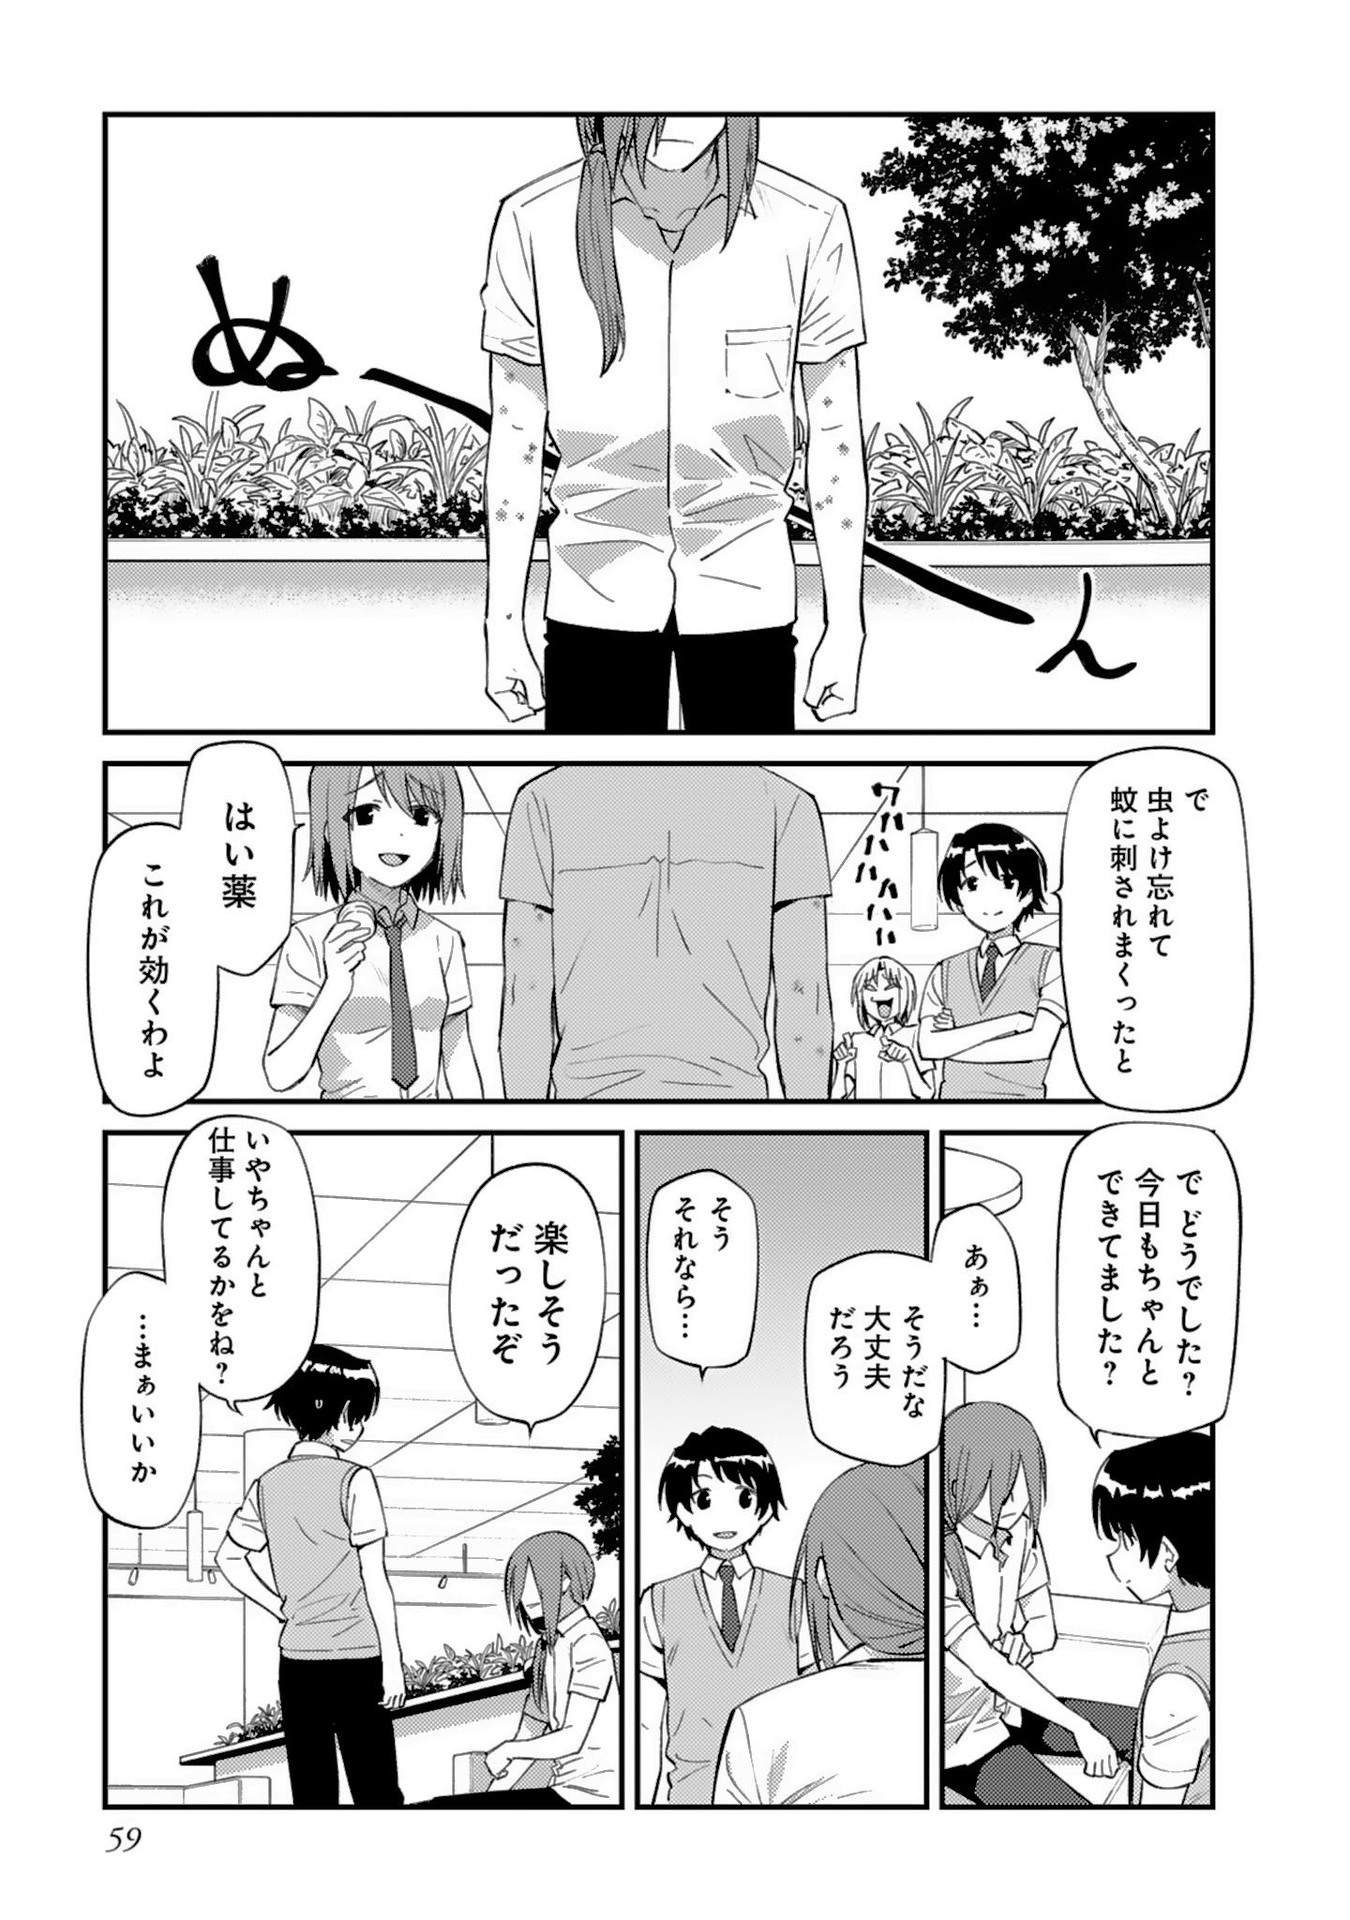 ぬーん
で
虫よけ忘れて
蚊に刺されまくったと
ワハハハハハハ
はい薬
これが効くわよ
で どうでした?
今日もちゃんと
できてました?
あぁ…
そうだな
大丈夫
だろう
そう
それなら…
楽しそう
だったぞ
いやちゃんと
仕事してるかをね?
…まぁいいか
59